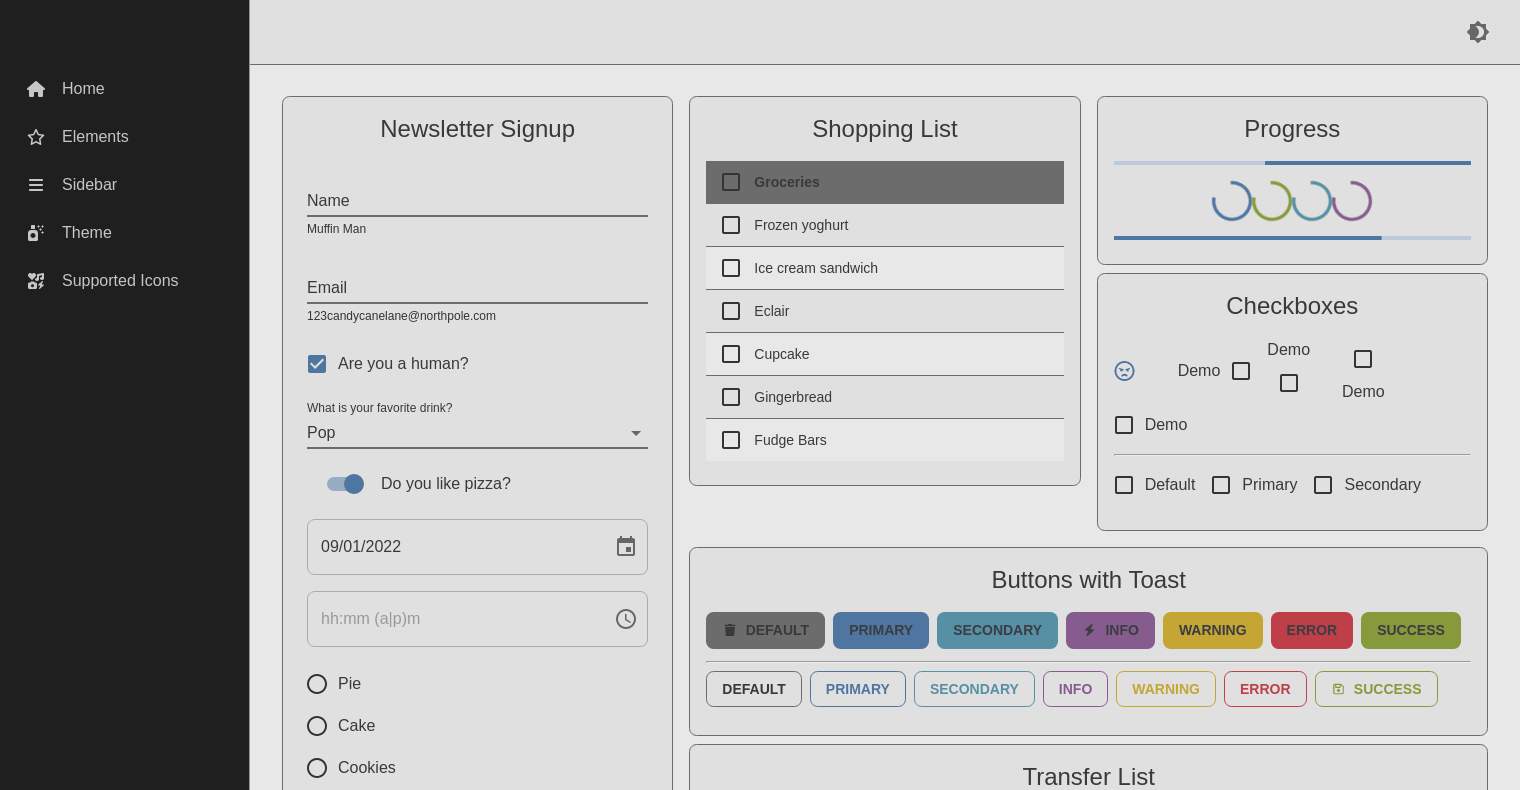 Home
Elements
Sidebar
Theme
Supported Icons
Newsletter Signup
Name
Muffin Man
Email
123candycanelane@northpole.com
Are you a human?
What is your favorite drink?
Pop
Do you like pizza?
09/01/2022
hh:mm (a|p)m
Pie
Cake
Cookies
Shopping List
Groceries
Frozen yoghurt
Ice cream sandwich
Eclair
Cupcake
Gingerbread
Fudge Bars
Progress
Checkboxes
Demo
Demo
Demo
Demo
Default Primary Secondary
Buttons with Toast
DEFAULT PRIMARY SECONDARY INFO WARNING ERROR SUCCESS
DEFAULT PRIMARY SECONDARY INFO WARNING ERROR SUCCESS
Transfer List